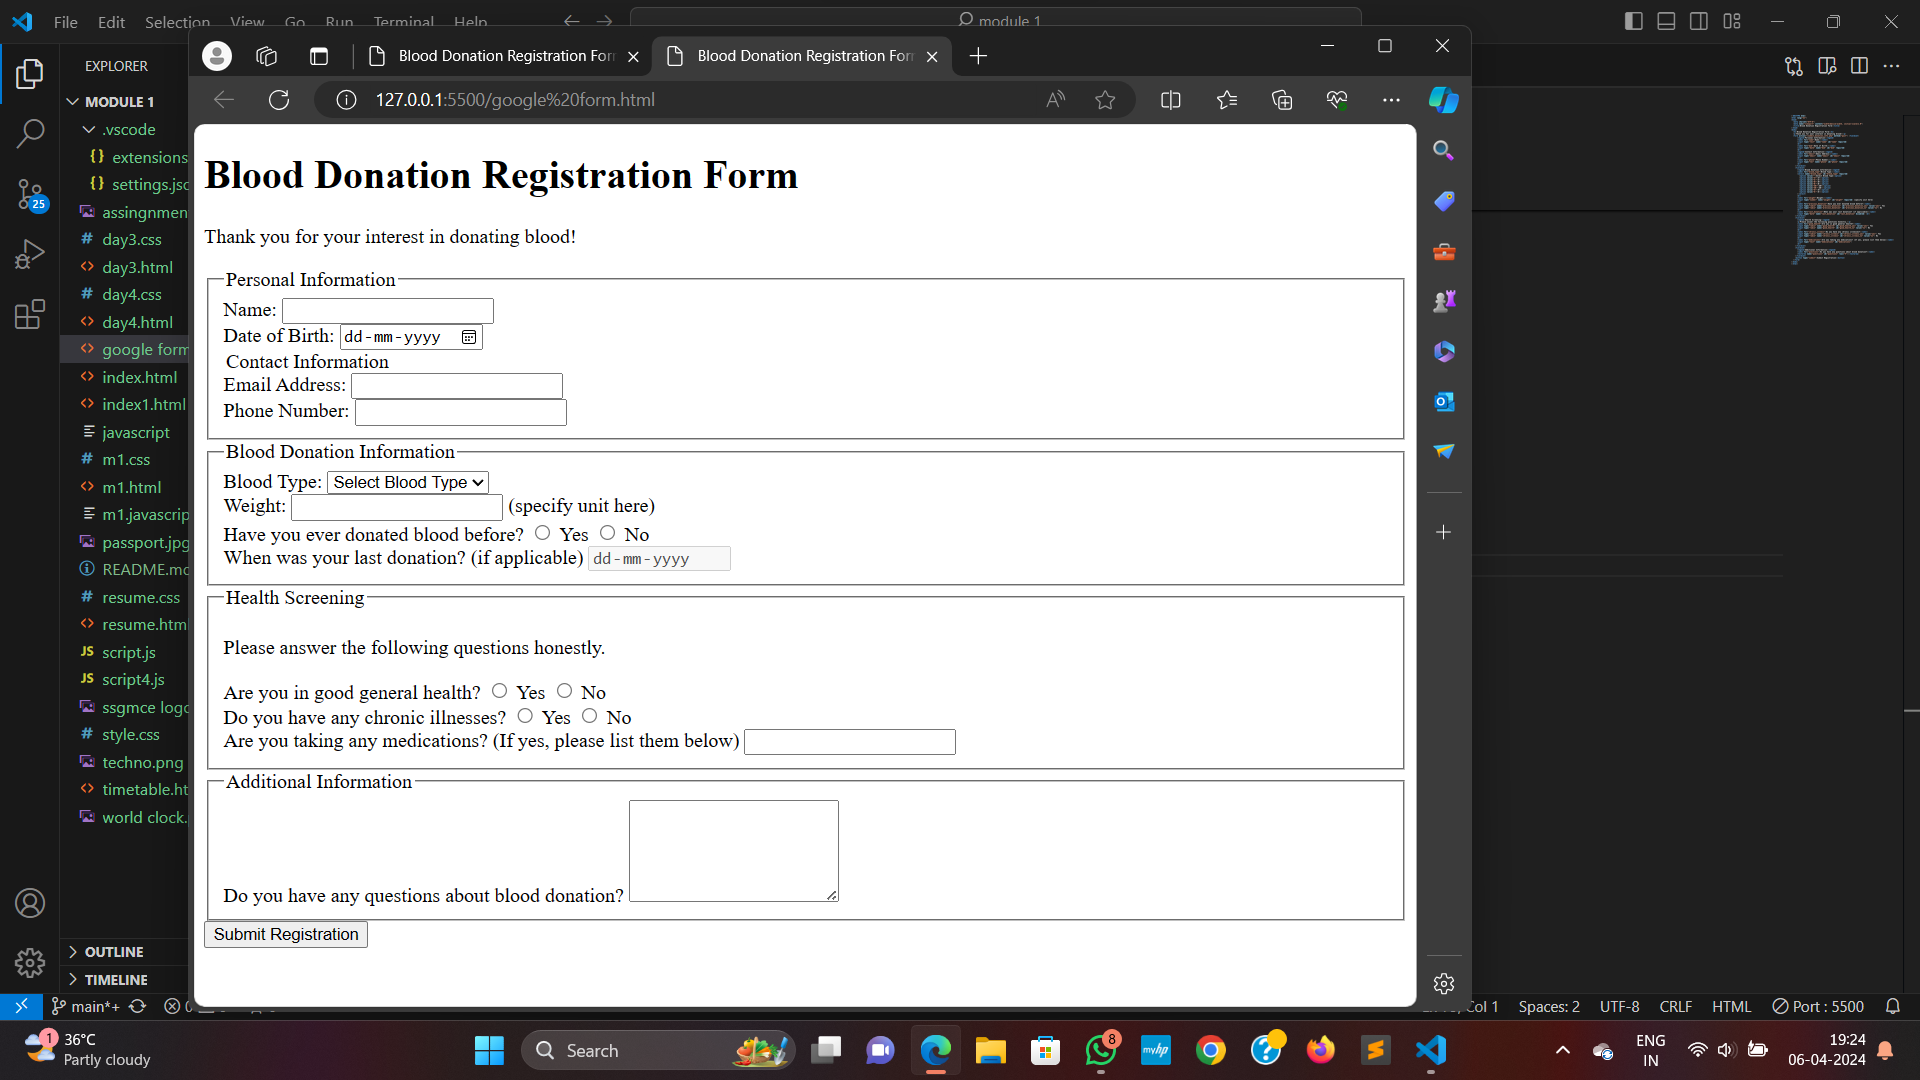 File Edit Selection View Go Run Terminal Help
module 1
EXPLORER
MODULE 1
.vscode
extensions
settings.jsc
assingnmen
day3.css
day3.html
day4.css
day4.html
google form
index.html
index1.html
javascript
m1.css
m1.html
m1.javascrip
passport.jpg
README.md
resume.css
resume.htm
script.js
script4.js
ssgmce logo
style.css
techno.png
timetable.ht
world clock.
OUTLINE
TIMELINE
25
Blood Donation Registration For
Blood Donation Registration For
127.0.0.1:5500/google%20form.html
Blood Donation Registration Form
Thank you for your interest in donating blood!
Personal Information
Name:
Date of Birth: dd-mm-yyyy
Contact Information
Email Address:
Phone Number:
Blood Donation Information
Blood Type: Select Blood Type
Weight: (specify unit here)
Have you ever donated blood before? Yes No
When was your last donation? (if applicable) dd-mm-yyyy
Health Screening
Please answer the following questions honestly.
Are you in good general health? Yes No
Do you have any chronic illnesses? Yes No
Are you taking any medications? (If yes, please list them below)
Additional Information
Do you have any questions about blood donation?
Submit Registration
main*+ 0 Col 1 Spaces: 2 UTF-8 CRLF HTML Port : 5500
1
36°C
Partly cloudy
Search
8
myhp
ENG
IN
19:24
06-04-2024